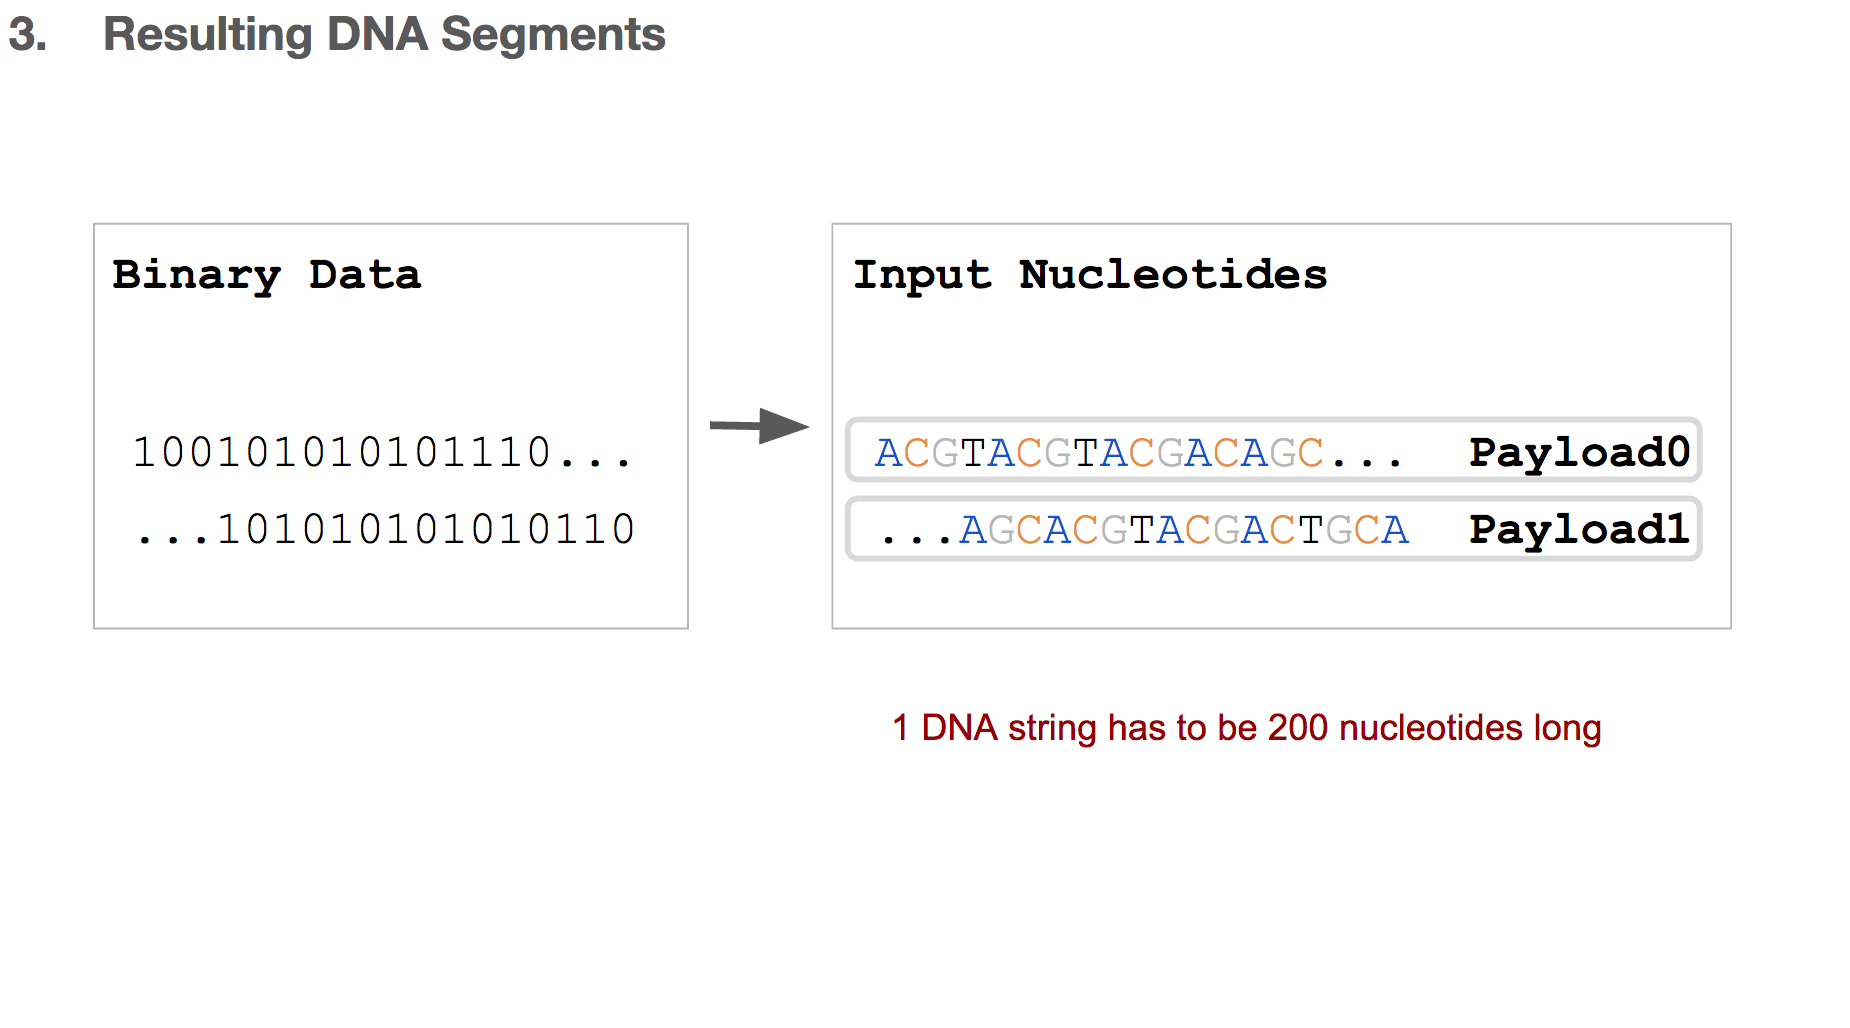 3. Resulting DNA Segments
Binary Data
100101010101110...
...101010101010110
Input Nucleotides
ACGTACGTACGACAGC... Payload0
...AGCACGTACGACTGCA Payload1
1 DNA string has to be 200 nucleotides long